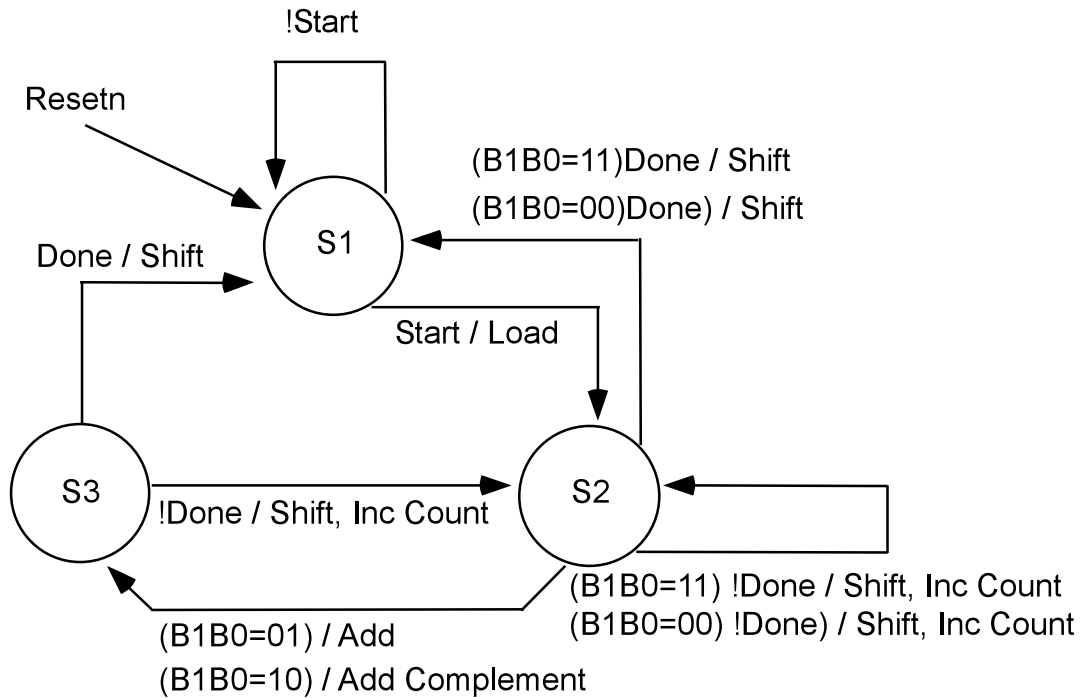 !Start
Resetn
(B1B0=11)Done / Shift
(B1B0=00)Done) / Shift
S1
Done / Shift
Start / Load
S3
S2
!Done / Shift, Inc Count
(B1B0=11) !Done / Shift, Inc Count
(B1B0=00) !Done) / Shift, Inc Count
(B1B0=01) / Add
(B1B0=10) / Add Complement